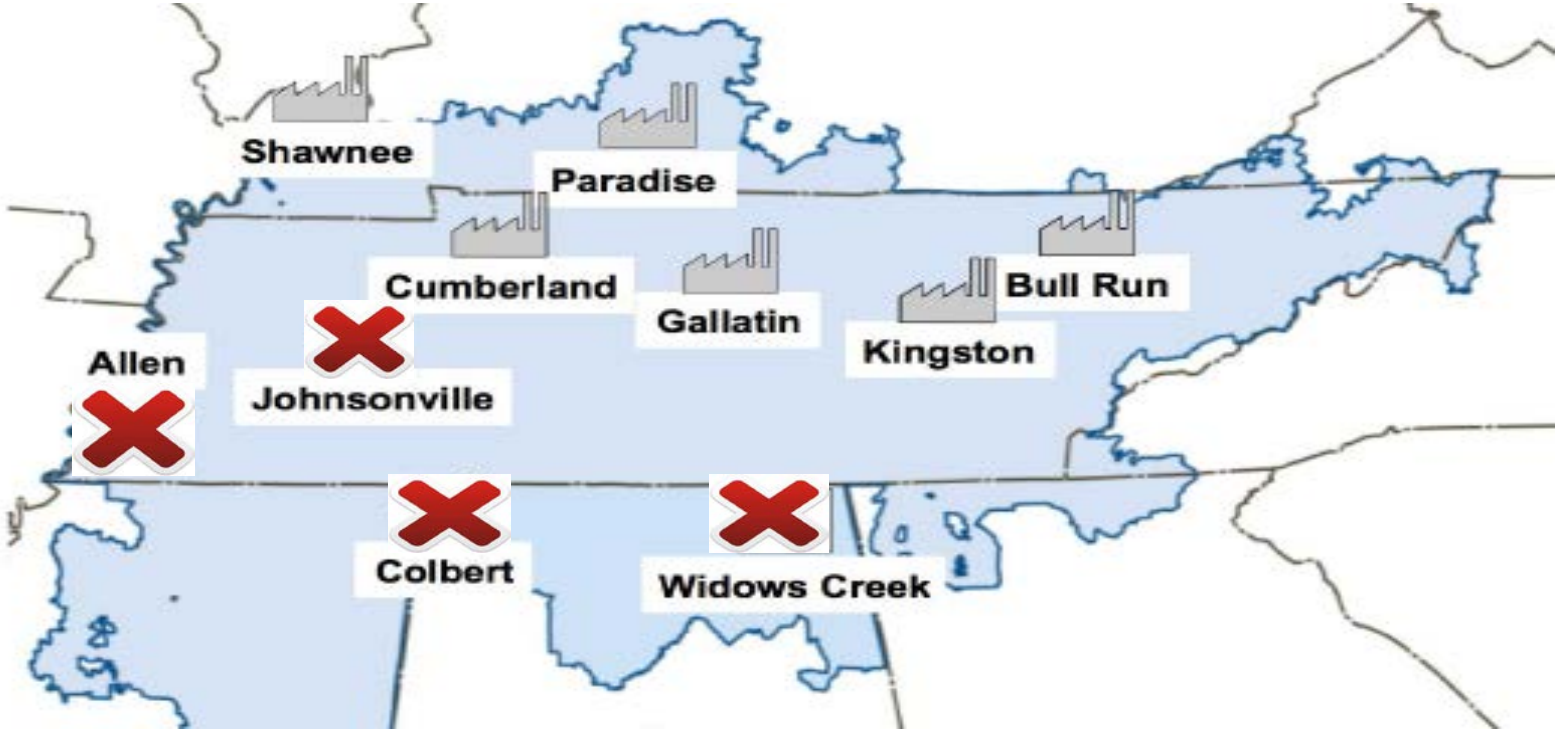 Shawnee
Paradise
Cumberland
Bull Run
Gallatin
Kingston
Allen
Johnsonville
Colbert
Widows Creek